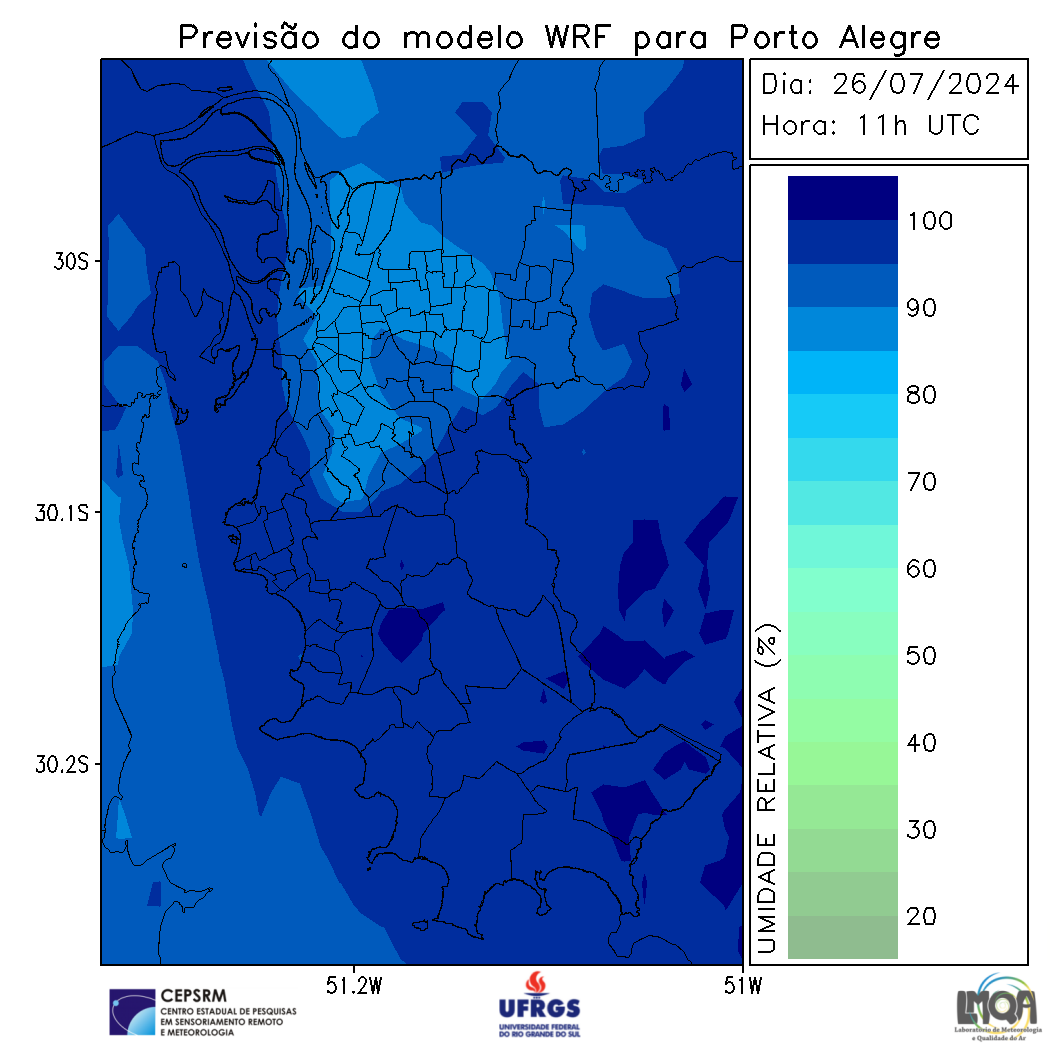 Previsão do modelo WRF para Porto Alegre
Dia: 26/07/2024
Hora: 11h UTC
30S
30.1S
30.2S
51.2W
51W
UMIDADE RELATIVA (%)
100
90
80
70
60
50
40
30
20
CEPSRM
CENTRO ESTADUAL DE PESQUISAS
EM SENSORIAMENTO REMOTO
E METEOROLOGIA
UFRGS
UNIVERSIDADE FEDERAL
DO RIO GRANDE DO SUL
LMQA
Laboratório de Meteorologia
e Qualidade do Ar